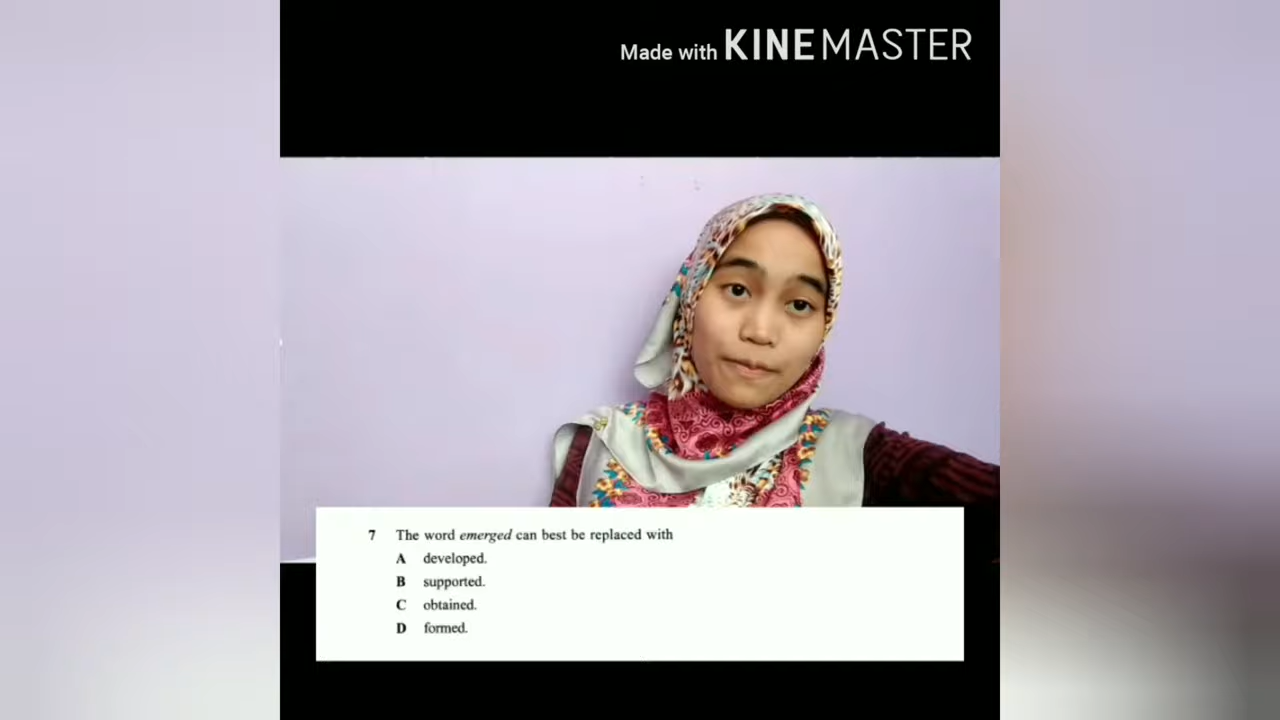 Made with KINEMASTER
7 The word emerged can best be replaced with
A developed.
B supported.
C obtained.
D formed.